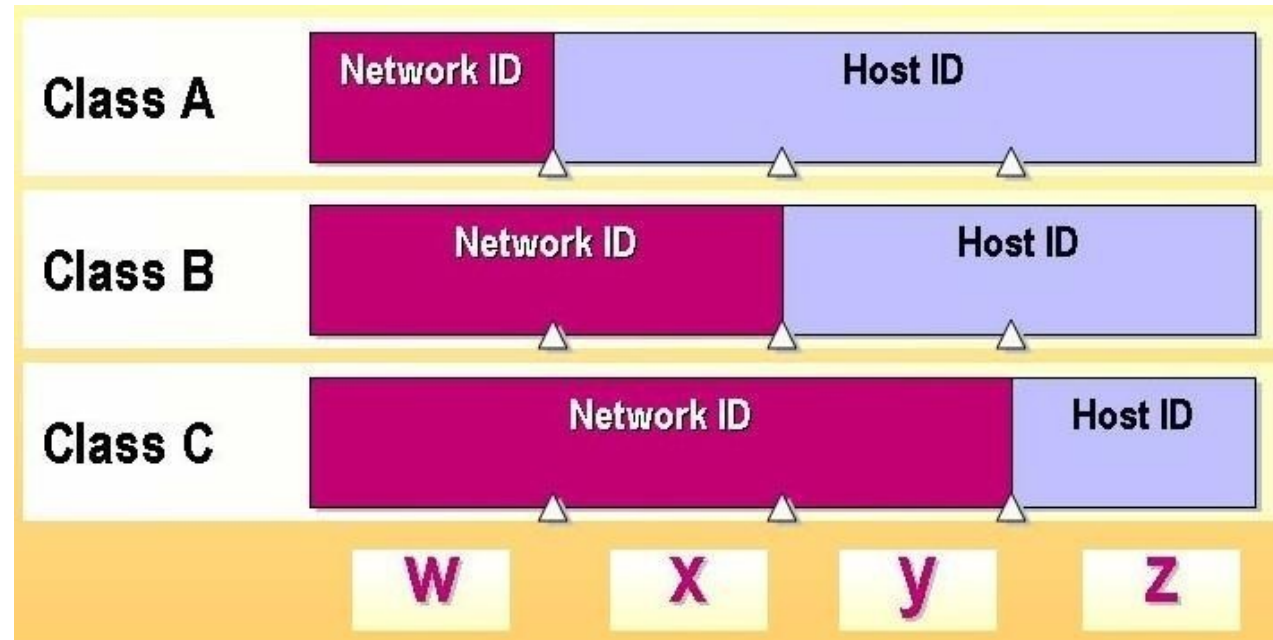 Class A
Network ID
Host ID
Class B
Network ID
Host ID
Class C
Network ID
Host ID
w
x
y
z